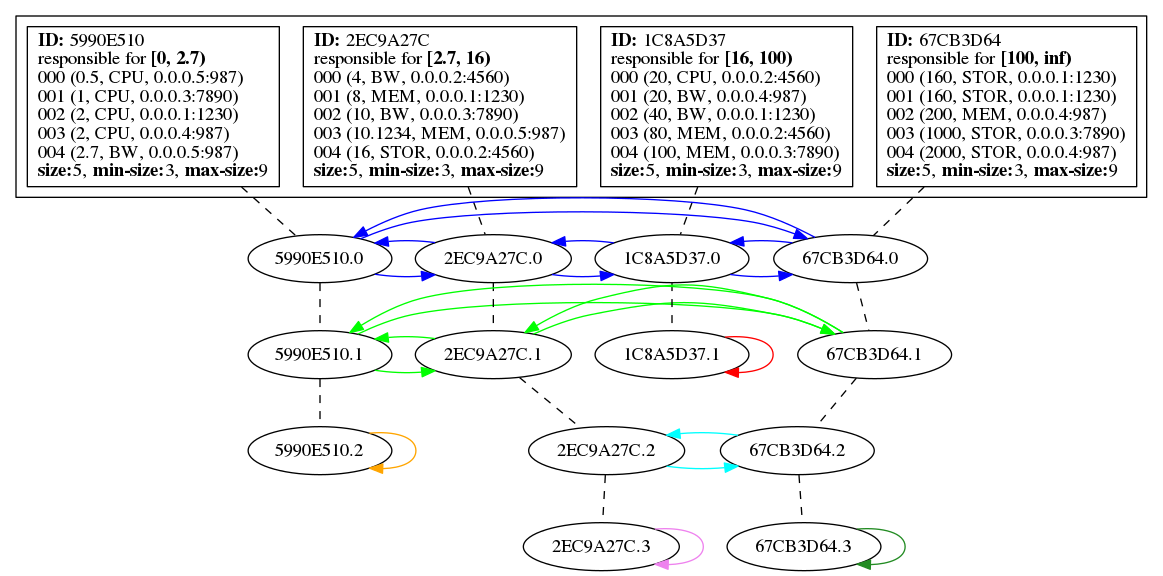 ID: 5990E510
responsible for [0, 2.7)
000 (0.5, CPU, 0.0.0.5:987)
001 (1, CPU, 0.0.0.3:7890)
002 (2, CPU, 0.0.0.1:1230)
003 (2, CPU, 0.0.0.4:987)
004 (2.7, BW, 0.0.0.5:987)
size:5, min-size:3, max-size:9
ID: 2EC9A27C
responsible for [2.7, 16)
000 (4, BW, 0.0.0.2:4560)
001 (8, MEM, 0.0.0.1:1230)
002 (10, BW, 0.0.0.3:7890)
003 (10.1234, MEM, 0.0.0.5:987)
004 (16, STOR, 0.0.0.2:4560)
size:5, min-size:3, max-size:9
ID: 1C8A5D37
responsible for [16, 100)
000 (20, CPU, 0.0.0.2:4560)
001 (20, BW, 0.0.0.4:987)
002 (40, BW, 0.0.0.1:1230)
003 (80, MEM, 0.0.0.2:4560)
004 (100, MEM, 0.0.0.3:7890)
size:5, min-size:3, max-size:9
ID: 67CB3D64
responsible for [100, inf)
000 (160, STOR, 0.0.0.1:1230)
001 (160, STOR, 0.0.0.1:1230)
002 (200, MEM, 0.0.0.4:987)
003 (1000, STOR, 0.0.0.3:7890)
004 (2000, STOR, 0.0.0.4:987)
size:5, min-size:3, max-size:9
5990E510.0
2EC9A27C.0
1C8A5D37.0
67CB3D64.0
5990E510.1
2EC9A27C.1
1C8A5D37.1
67CB3D64.1
5990E510.2
2EC9A27C.2
67CB3D64.2
2EC9A27C.3
67CB3D64.3